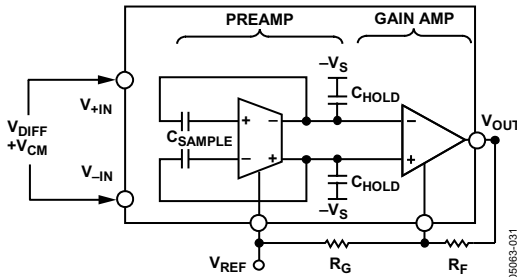 PREAMP
GAIN AMP
–VS
CHOLD
V+IN
VOUT
+ –
–
CSAMPLE
VDIFF
+VCM
– +
+
V–IN
CHOLD
–VS
VREF
RG
RF
05063-031